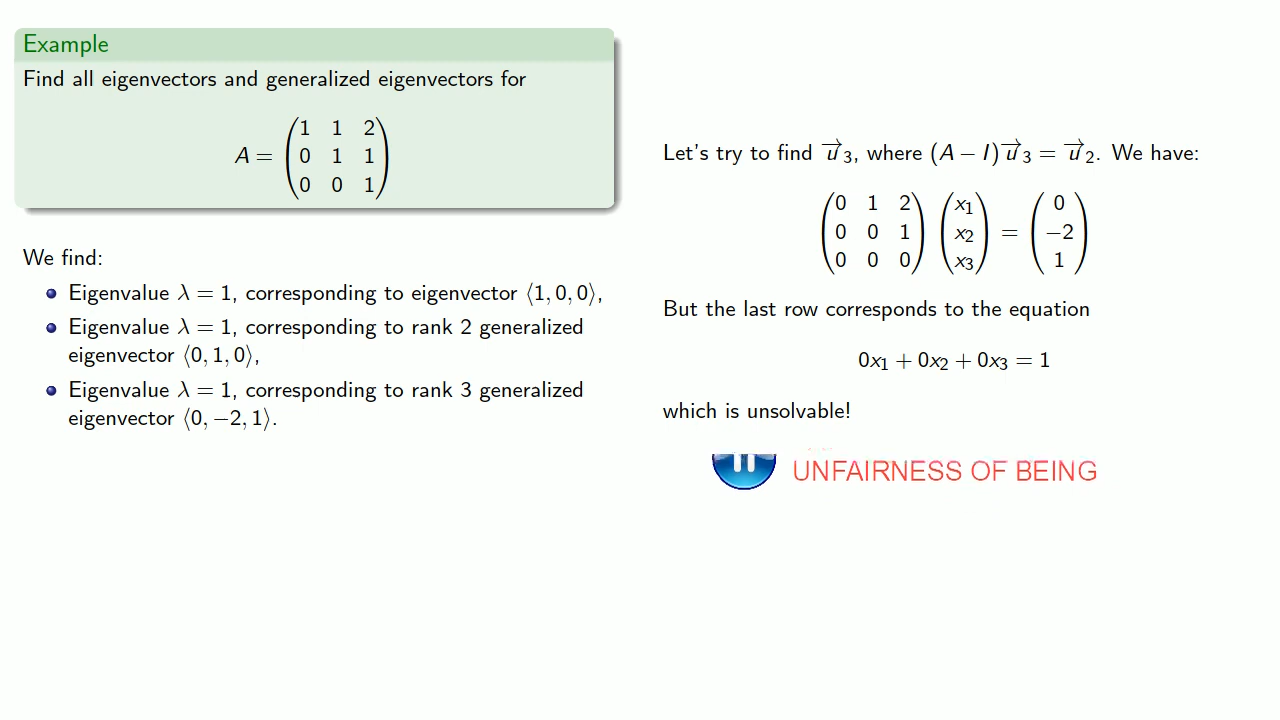 Example
Find all eigenvectors and generalized eigenvectors for
A = ( 1 1 2
0 1 1
0 0 1 )
We find:
Eigenvalue λ = 1, corresponding to eigenvector ⟨1, 0, 0⟩,
Eigenvalue λ = 1, corresponding to rank 2 generalized
eigenvector ⟨0, 1, 0⟩,
Eigenvalue λ = 1, corresponding to rank 3 generalized
eigenvector ⟨0, −2, 1⟩.
Let's try to find u⃗₃, where (A − I)u⃗₃ = u⃗₂. We have:
( 0 1 2 ) ( x₁ ) = ( 0 )
( 0 0 1 ) ( x₂ ) = ( −2 )
( 0 0 0 ) ( x₃ ) = ( 1 )
But the last row corresponds to the equation
0x₁ + 0x₂ + 0x₃ = 1
which is unsolvable!
UNFAIRNESS OF BEING